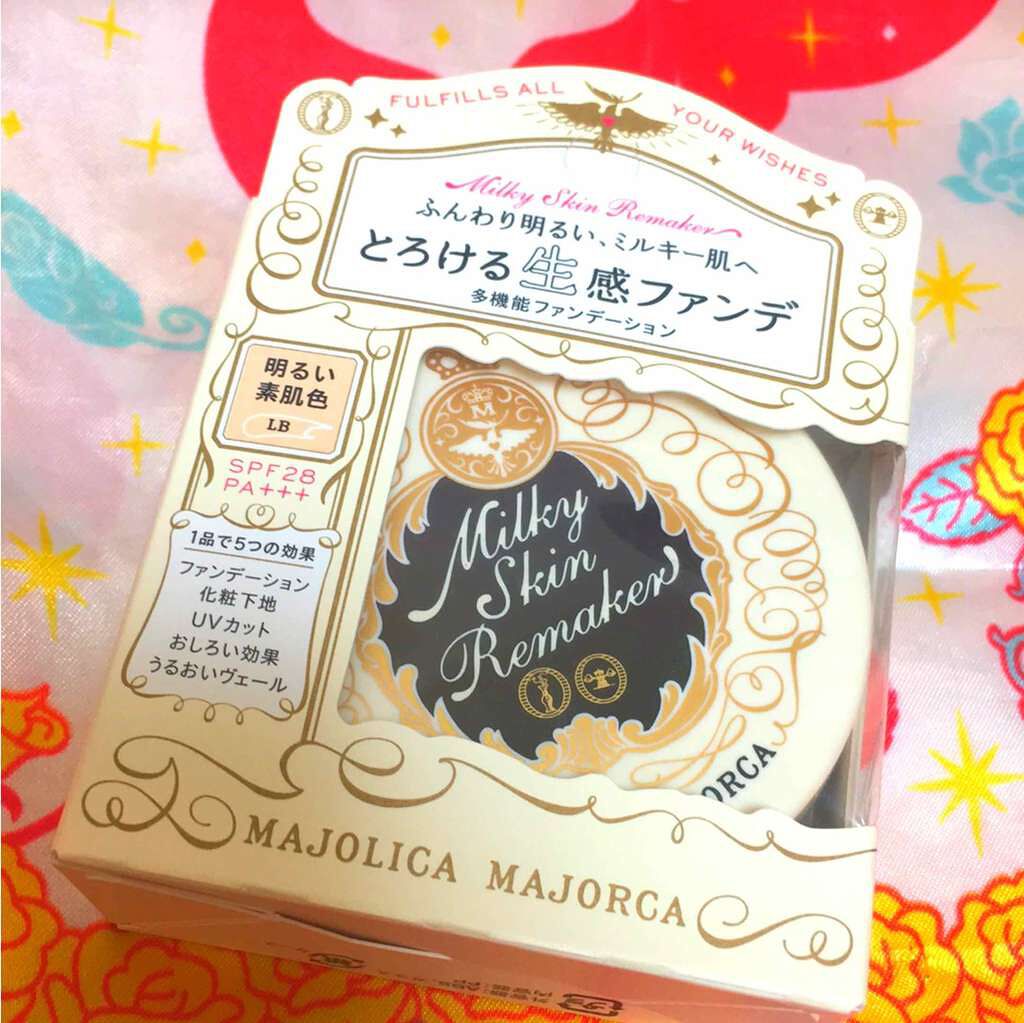 FULFILLS ALL YOUR WISHES
Milky Skin Remaker
ふんわり明るい、ミルキー肌へ
とろける生感ファンデ
多機能ファンデーション
明るい
素肌色
LB
SPF28
PA+++
1品で5つの効果
ファンデーション
化粧下地
UVカット
おしろい効果
うるおいヴェール
M
Milky
Skin
Remaker
ORCA
MAJOLICA MAJORCA